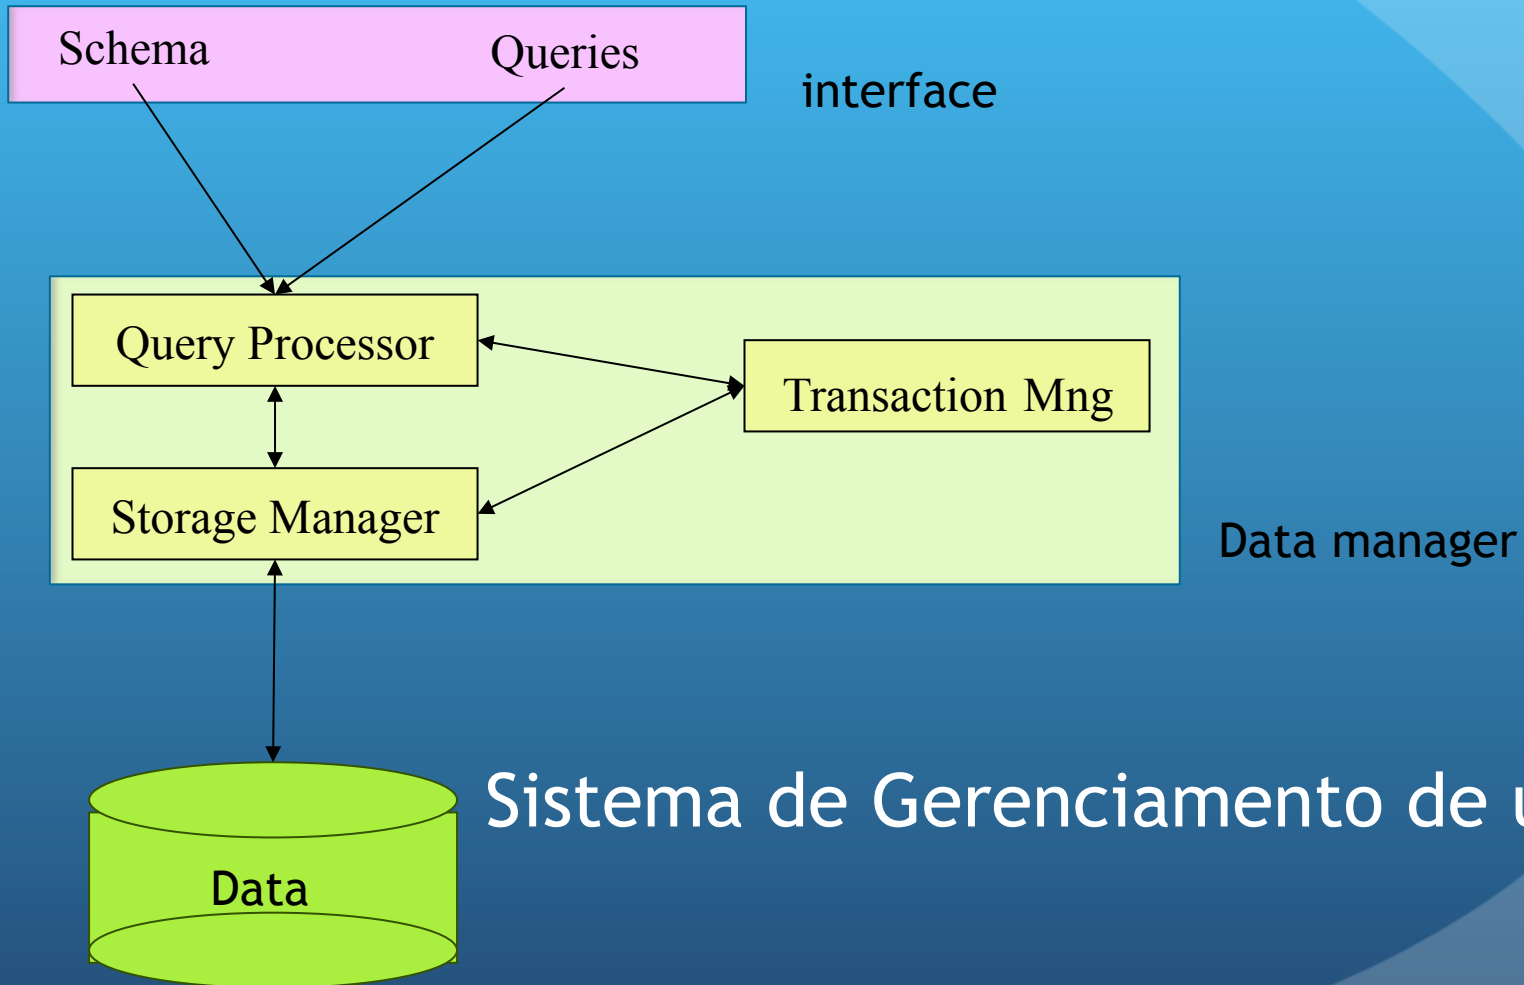 Schema
Queries
interface
Query Processor
Transaction Mng
Storage Manager
Data manager
Sistema de Gerenciamento de
Data